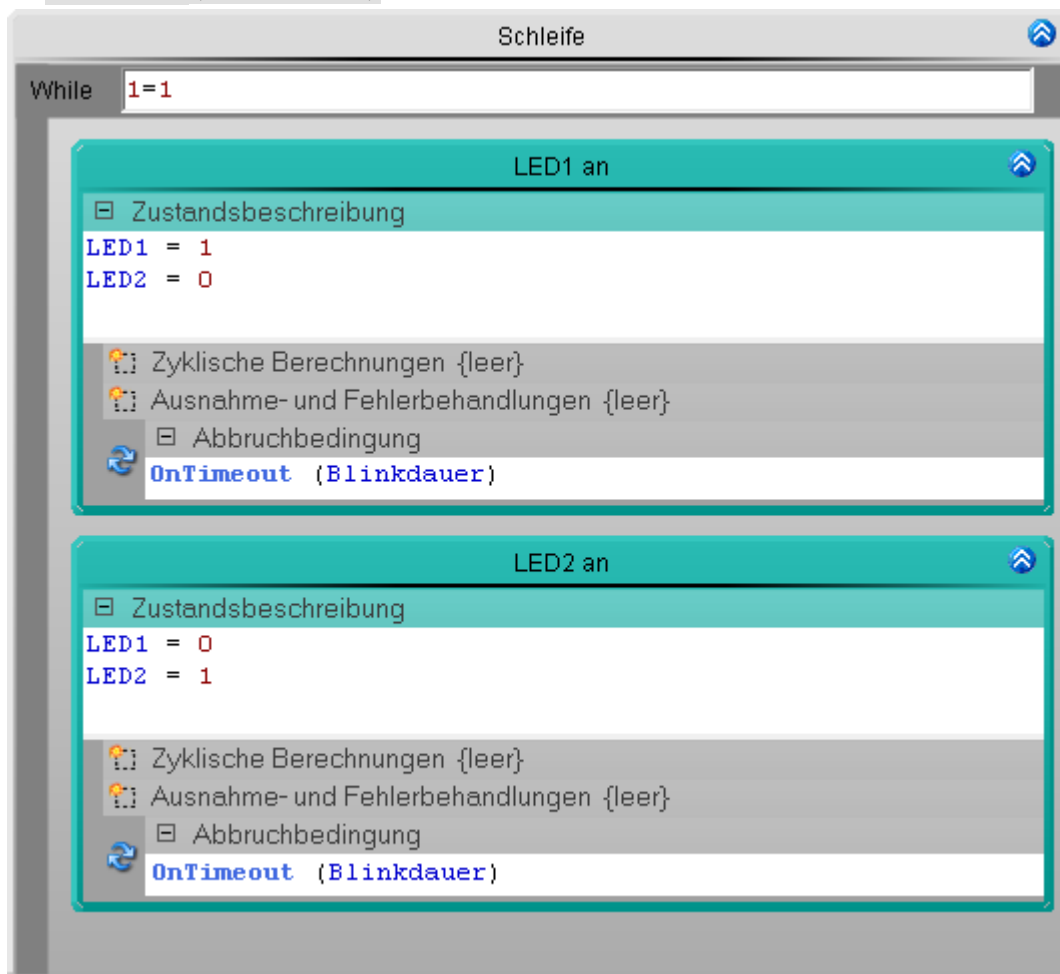 Schleife
While 1=1
LED1 an
Zustandsbeschreibung
LED1 = 1
LED2 = 0
Zyklische Berechnungen {leer}
Ausnahme- und Fehlerbehandlungen {leer}
Abbruchbedingung
OnTimeout (Blinkdauer)
LED2 an
Zustandsbeschreibung
LED1 = 0
LED2 = 1
Zyklische Berechnungen {leer}
Ausnahme- und Fehlerbehandlungen {leer}
Abbruchbedingung
OnTimeout (Blinkdauer)